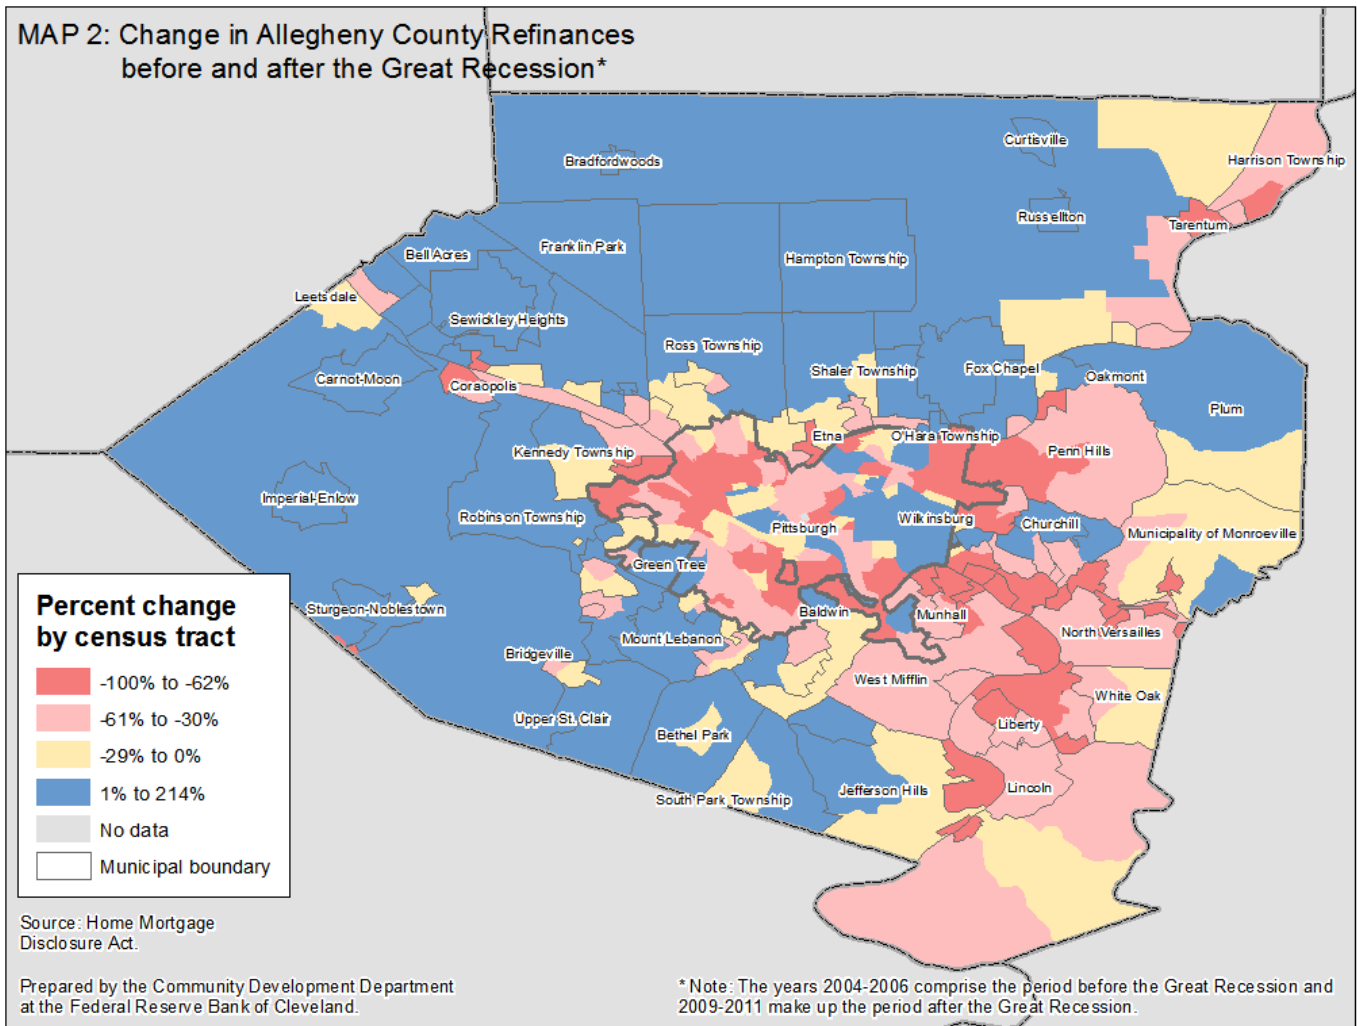 MAP 2: Change in Allegheny County Refinances
before and after the Great Recession*
Curtisville
Bradfordwoods
Harrison Township
Russellton
Tarentum
Franklin Park
Bell Acres
Hampton Township
Leetsdale
Sewickley Heights
Ross Township
Shaler Township
Fox Chapel
Oakmont
Carnot-Moon
Coraopolis
Plum
Etna
O'Hara Township
Kennedy Township
Penn Hills
Imperial-Enlow
Robinson Township
Pittsburgh
Wilkinsburg
Churchill
Municipality of Monroeville
Green Tree
Sturgeon-Noblestown
Baldwin
Munhall
Mount Lebanon
North Versailles
Bridgeville
West Mifflin
White Oak
Upper St. Clair
Bethel Park
Liberty
South Park Township
Jefferson Hills
Lincoln
Percent change
by census tract
-100% to -62%
-61% to -30%
-29% to 0%
1% to 214%
No data
Municipal boundary
Source: Home Mortgage
Disclosure Act.
Prepared by the Community Development Department
at the Federal Reserve Bank of Cleveland.
* Note: The years 2004-2006 comprise the period before the Great Recession and
2009-2011 make up the period after the Great Recession.